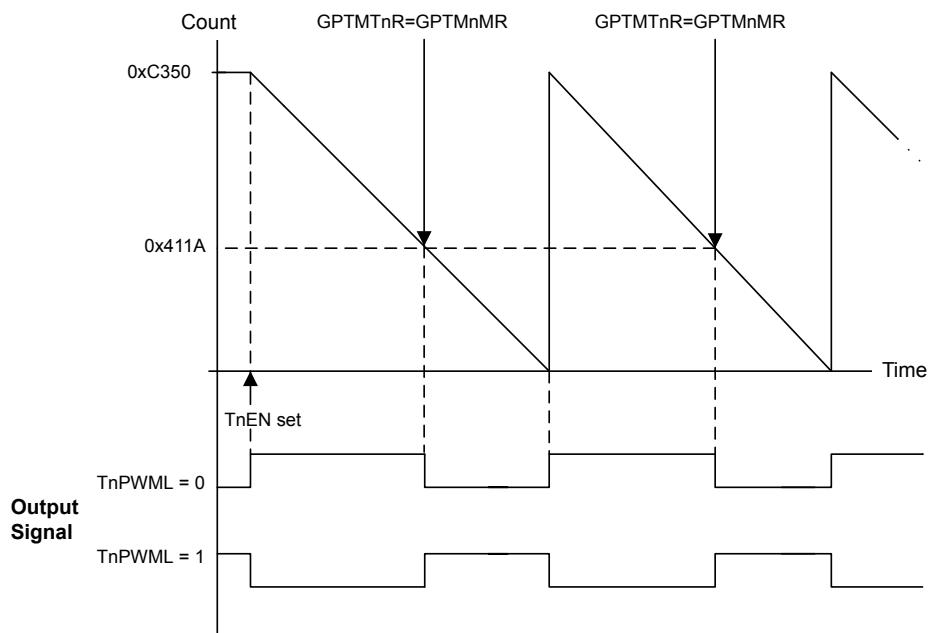 Count
GPTMTnR=GPTMnMR
GPTMTnR=GPTMnMR
0xC350
0x411A
Time
TnEN set
TnPWML = 0
Output
Signal
TnPWML = 1